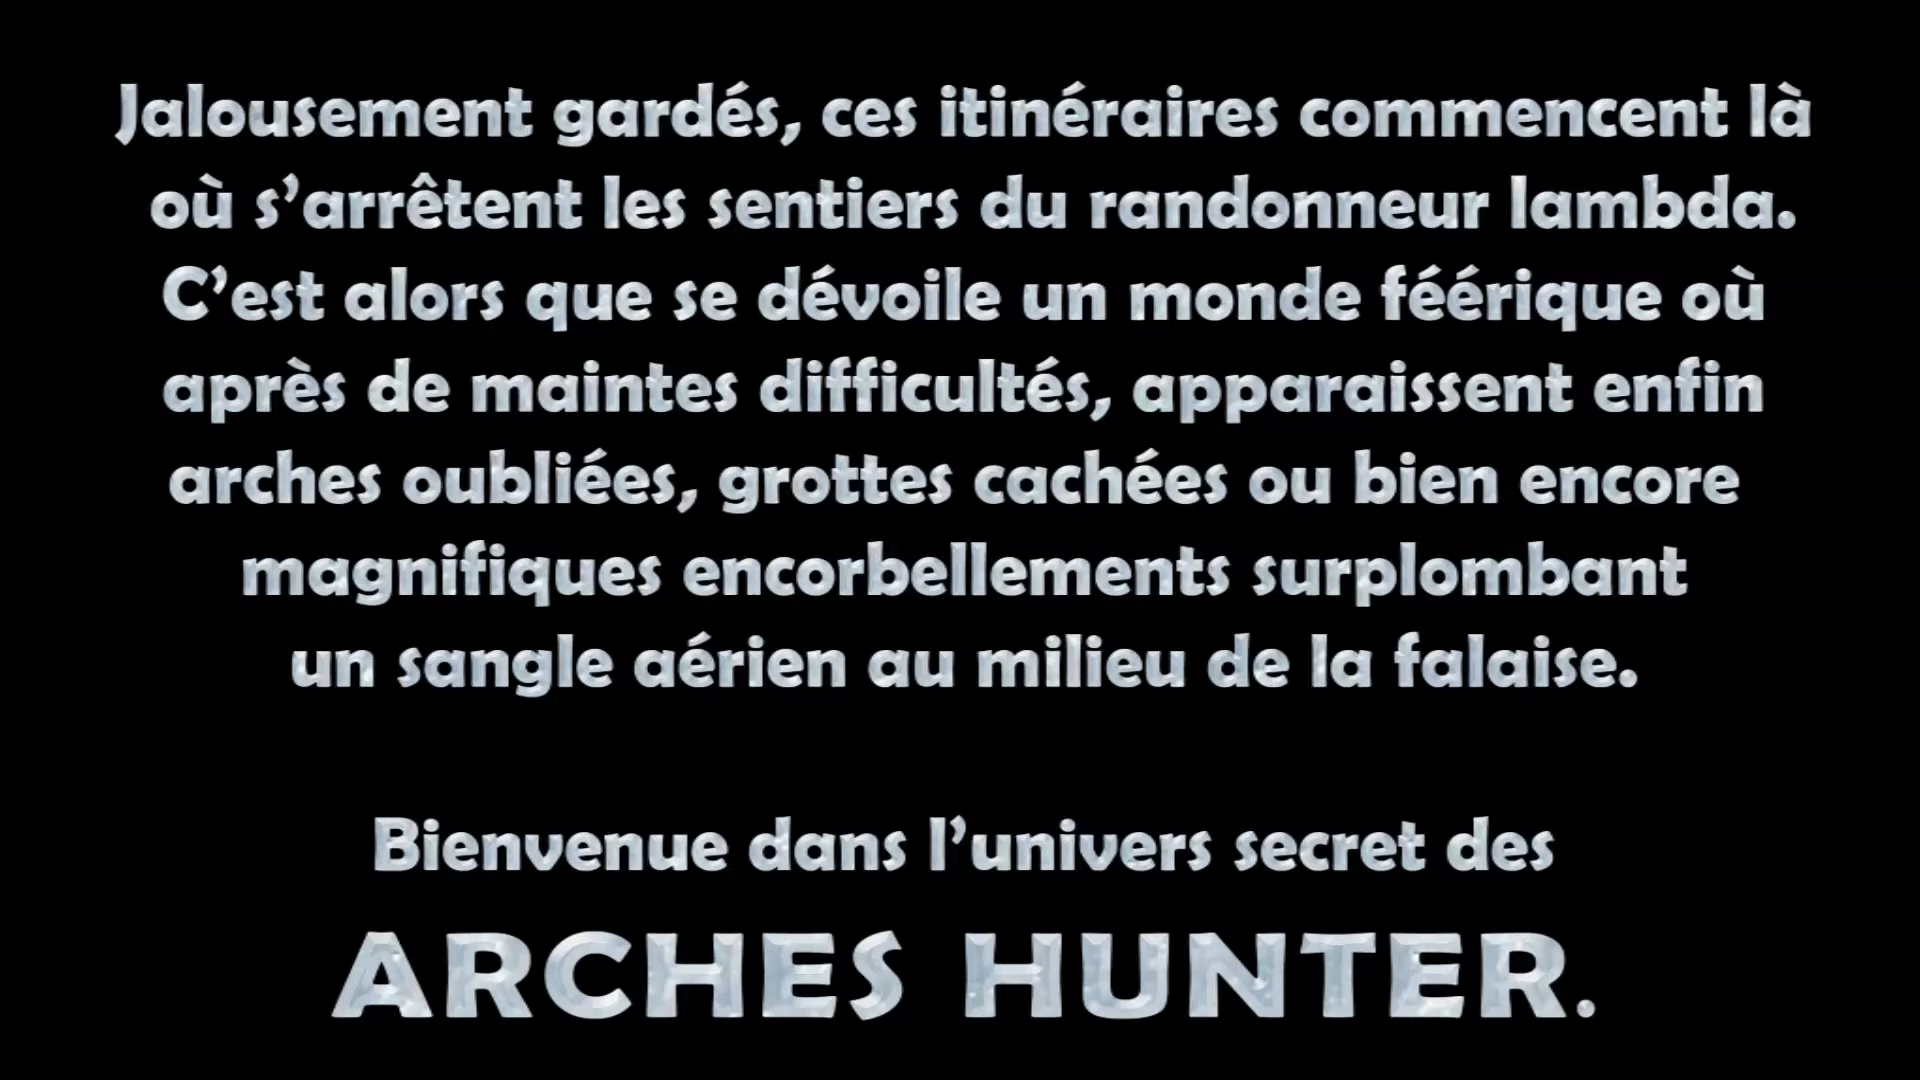 Jalousement gardés, ces itinéraires commencent là
où s’arrêtent les sentiers du randonneur lambda.
C’est alors que se dévoile un monde féérique où
après de maintes difficultés, apparaissent enfin
arches oubliées, grottes cachées ou bien encore
magnifiques encorbellements surplombant
un sangle aérien au milieu de la falaise.
Bienvenue dans l’univers secret des
ARCHES HUNTER.